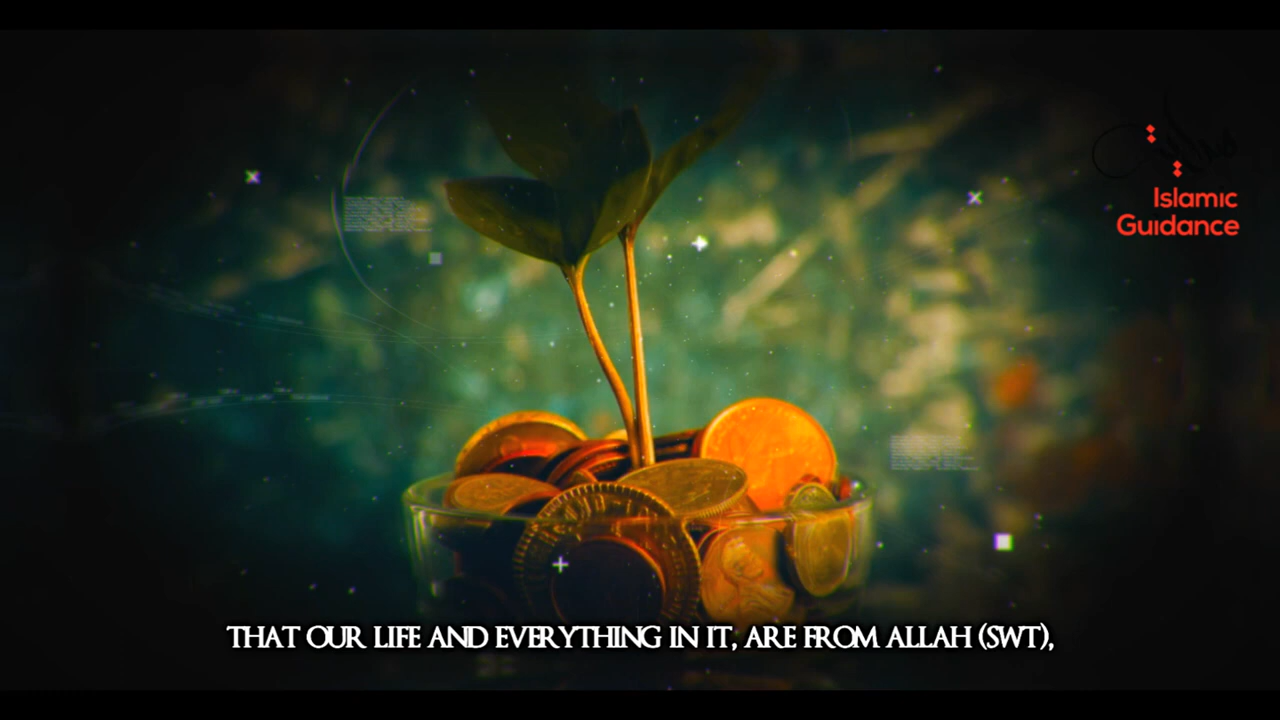 Islamic
Guidance
THAT OUR LIFE AND EVERYTHING IN IT, ARE FROM ALLAH (SWT),